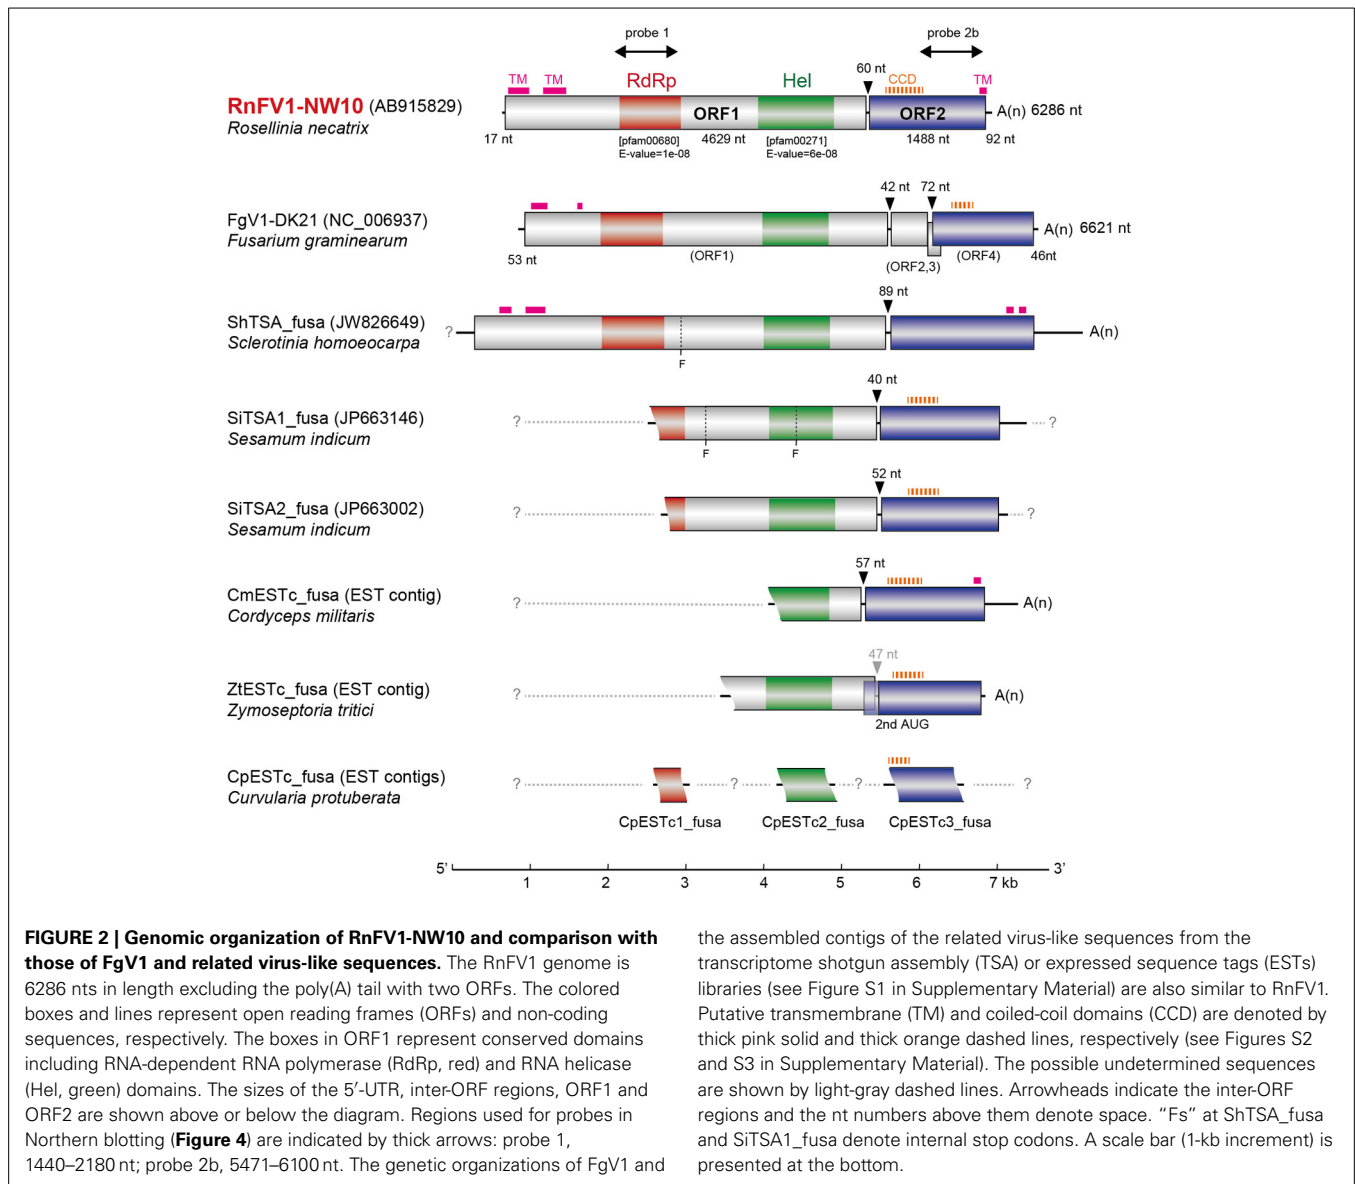 probe 1
probe 2b
60 nt
TM
TM
RdRp
Hel
CCD
TM
RnFV1-NW10 (AB915829)
Rosellinia necatrix
ORF1
ORF2
A(n) 6286 nt
17 nt
[pfam00680]
E-value=1e-08
4629 nt
[pfam00271]
E-value=6e-08
1488 nt
92 nt
42 nt
72 nt
FgV1-DK21 (NC_006937)
Fusarium graminearum
A(n) 6621 nt
53 nt
(ORF1)
(ORF2,3)
(ORF4)
46nt
89 nt
ShTSA_fusa (JW826649)
Sclerotinia homoeocarpa
?
A(n)
F
40 nt
SiTSA1_fusa (JP663146)
Sesamum indicum
?
?
F
F
52 nt
SiTSA2_fusa (JP663002)
Sesamum indicum
?
?
57 nt
CmESTc_fusa (EST contig)
Cordyceps militaris
?
A(n)
47 nt
ZtESTc_fusa (EST contig)
Zymoseptoria tritici
?
A(n)
2nd AUG
CpESTc_fusa (EST contigs)
Curvularia protuberata
?
?
?
?
CpESTc1_fusa
CpESTc2_fusa
CpESTc3_fusa
5’
3’
1
2
3
4
5
6
7 kb
FIGURE 2 | Genomic organization of RnFV1-NW10 and comparison with
those of FgV1 and related virus-like sequences. The RnFV1 genome is
6286 nts in length excluding the poly(A) tail with two ORFs. The colored
boxes and lines represent open reading frames (ORFs) and non-coding
sequences, respectively. The boxes in ORF1 represent conserved domains
including RNA-dependent RNA polymerase (RdRp, red) and RNA helicase
(Hel, green) domains. The sizes of the 5′-UTR, inter-ORF regions, ORF1 and
ORF2 are shown above or below the diagram. Regions used for probes in
Northern blotting (Figure 4) are indicated by thick arrows: probe 1,
1440–2180 nt; probe 2b, 5471–6100 nt. The genetic organizations of FgV1 and
the assembled contigs of the related virus-like sequences from the
transcriptome shotgun assembly (TSA) or expressed sequence tags (ESTs)
libraries (see Figure S1 in Supplementary Material) are also similar to RnFV1.
Putative transmembrane (TM) and coiled-coil domains (CCD) are denoted by
thick pink solid and thick orange dashed lines, respectively (see Figures S2
and S3 in Supplementary Material). The possible undetermined sequences
are shown by light-gray dashed lines. Arrowheads indicate the inter-ORF
regions and the nt numbers above them denote space. “Fs” at ShTSA_fusa
and SiTSA1_fusa denote internal stop codons. A scale bar (1-kb increment) is
presented at the bottom.